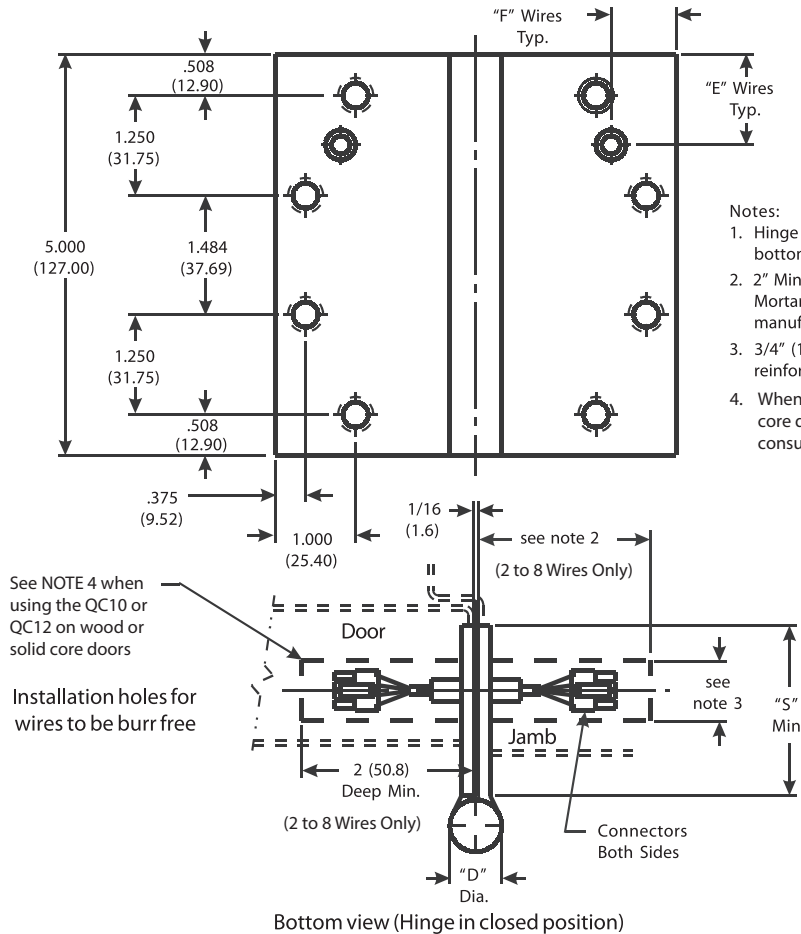 "F" Wires
Typ.
.508
(12.90)
"E" Wires
Typ.
1.250
(31.75)
5.000
(127.00)
1.484
(37.69)
1.250
(31.75)
.508
(12.90)
.375
(9.52)
1.000
(25.40)
Notes:
1. Hinge
bottom
2. 2" Min
Mortar
manuf
3. 3/4" (1
reinfor
4. When
core d
consu
1/16
(1.6)
see note 2
(2 to 8 Wires Only)
See NOTE 4 when
using the QC10 or
QC12 on wood or
solid core doors
Door
Installation holes for
wires to be burr free
see
note 3
"S"
Min
Jamb
2 (50.8)
Deep Min.
(2 to 8 Wires Only)
Connectors
Both Sides
"D"
Dia.
Bottom view (Hinge in closed position)